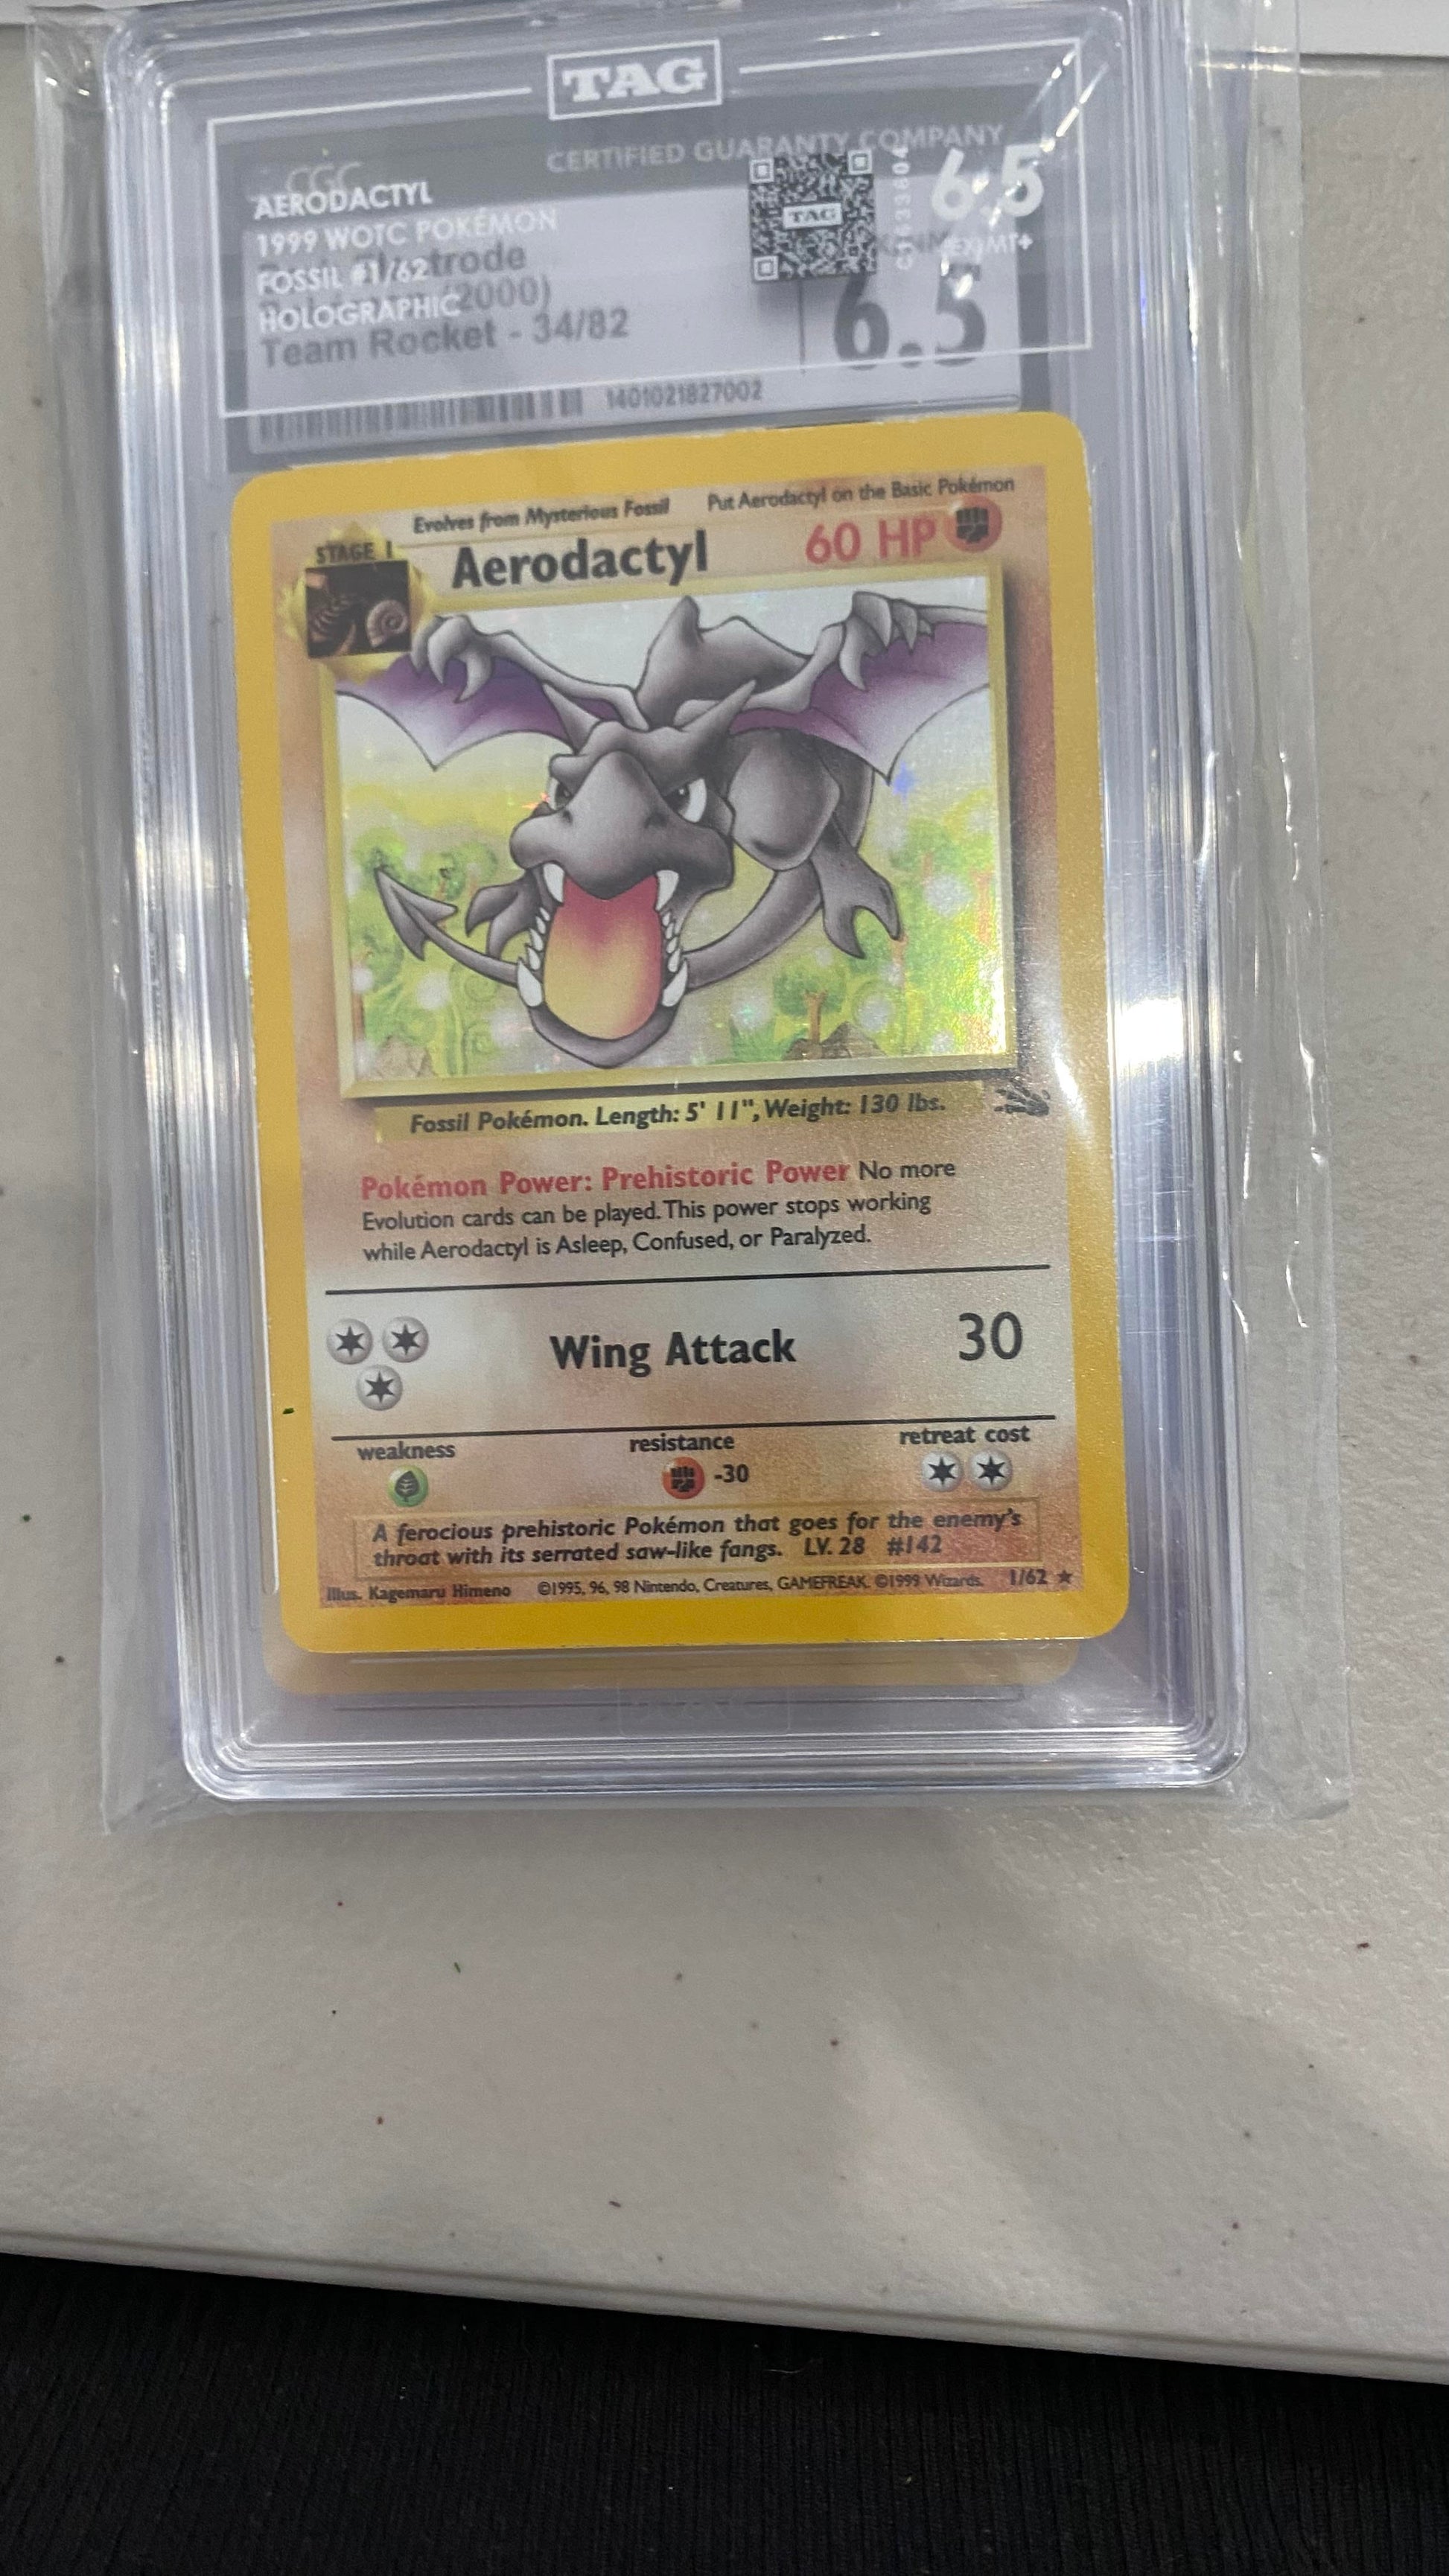 TAG
CERTIFIED GUARANTY COMPANY
CGC
AERODACTYL
1999 WOTC POKÉMON
FOSSIL #1/62
HOLOGRAPHIC
trode
(2000)
Team Rocket - 34/82
1401021827002
TAG
6.5
EX MT+
6.5
Evolves from Mysterious Fossil
Put Aerodactyl on the Basic Pokémon
STAGE 1
Aerodactyl
60 HP
Fossil Pokémon. Length: 5' 11", Weight: 130 lbs.
Pokémon Power: Prehistoric Power No more
Evolution cards can be played. This power stops working
while Aerodactyl is Asleep, Confused, or Paralyzed.
Wing Attack
30
weakness
resistance
retreat cost
-30
A ferocious prehistoric Pokémon that goes for the enemy's
throat with its serrated saw-like fangs. LV. 28 #142
Illus. Kagemaru Himeno ©1995, 96, 98 Nintendo, Creatures, GAMEFREAK. ©1999 Wizards. 1/62 ★